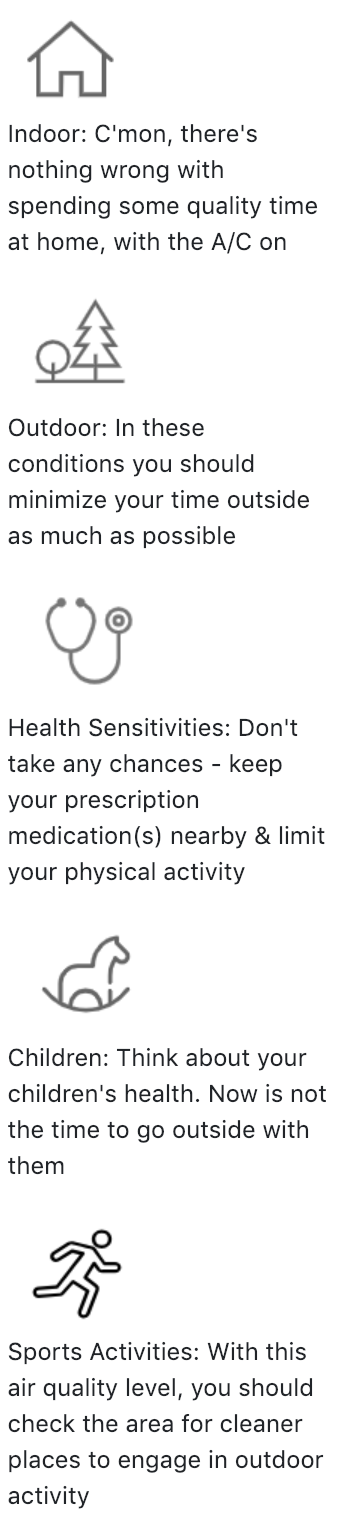 Indoor: C'mon, there's
nothing wrong with
spending some quality time
at home, with the A/C on
Outdoor: In these
conditions you should
minimize your time outside
as much as possible
Health Sensitivities: Don't
take any chances - keep
your prescription
medication(s) nearby & limit
your physical activity
Children: Think about your
children's health. Now is not
the time to go outside with
them
Sports Activities: With this
air quality level, you should
check the area for cleaner
places to engage in outdoor
activity